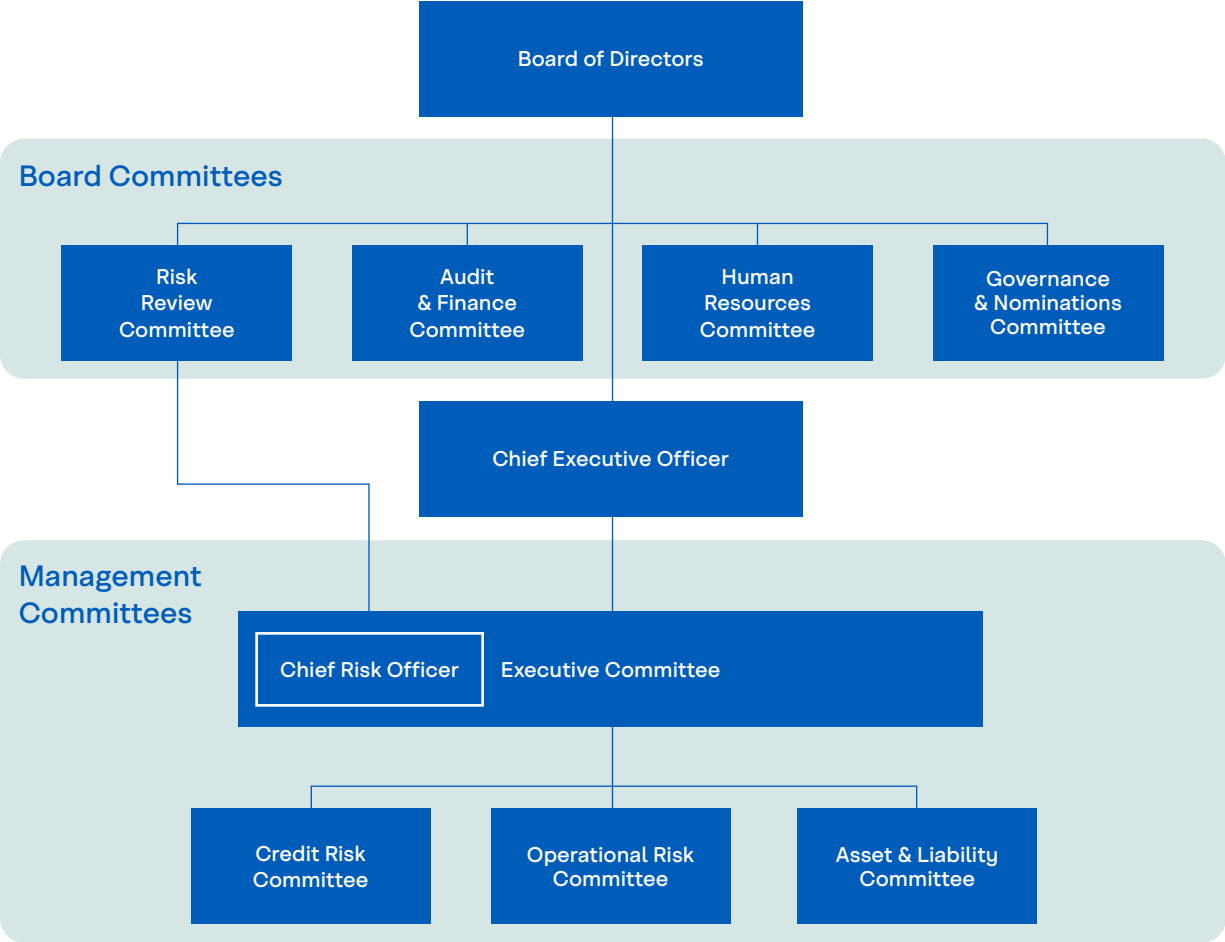 Board of Directors
Board Committees
Risk
Review
Committee
Audit
& Finance
Committee
Human
Resources
Committee
Governance
& Nominations
Committee
Chief Executive Officer
Management
Committees
Chief Risk Officer
Executive Committee
Credit Risk
Committee
Operational Risk
Committee
Asset & Liability
Committee